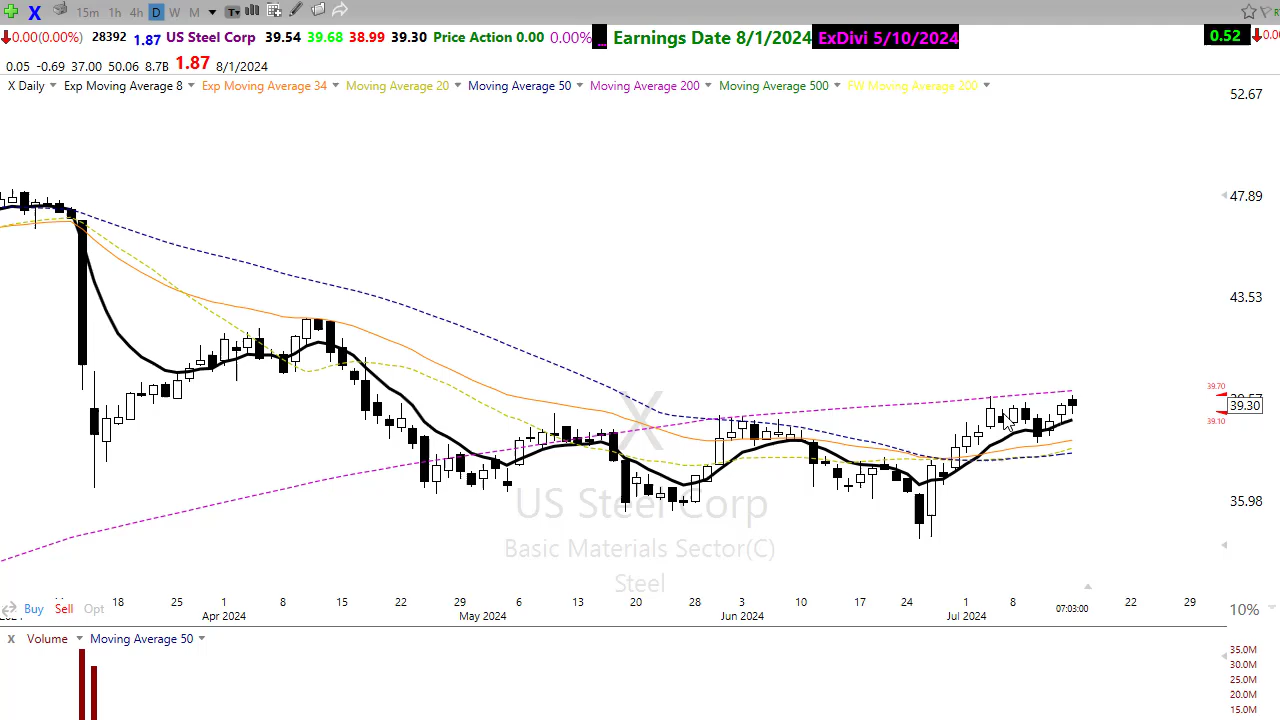 X 15m 1h 4h D W M T
0.00(0.00%) 28392 1.87 US Steel Corp 39.54 39.68 38.99 39.30 Price Action 0.00 0.00% Earnings Date 8/1/2024 ExDivi 5/10/2024 0.52
0.05 -0.69 37.00 50.06 8.7B 1.87 8/1/2024
X Daily Exp Moving Average 8 Exp Moving Average 34 Moving Average 20 Moving Average 50 Moving Average 200 Moving Average 500 FW Moving Average 200
52.67
47.89
43.53
39.70
39.30
39.10
35.98
X
US Steel Corp
Basic Materials Sector(C)
Steel
Buy Sell Opt
18 25 1 8 15 22 29 6 13 20 28 3 10 17 24 1 8 07:03:00 22 29 10%
Apr 2024 May 2024 Jun 2024 Jul 2024
X Volume Moving Average 50
35.0M
30.0M
25.0M
20.0M
15.0M